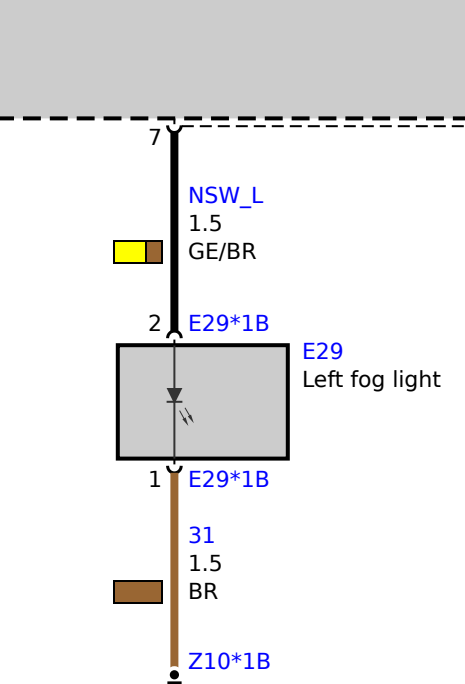 7
NSW_L
1.5
GE/BR
2 E29*1B
E29
Left fog light
1 E29*1B
31
1.5
BR
Z10*1B